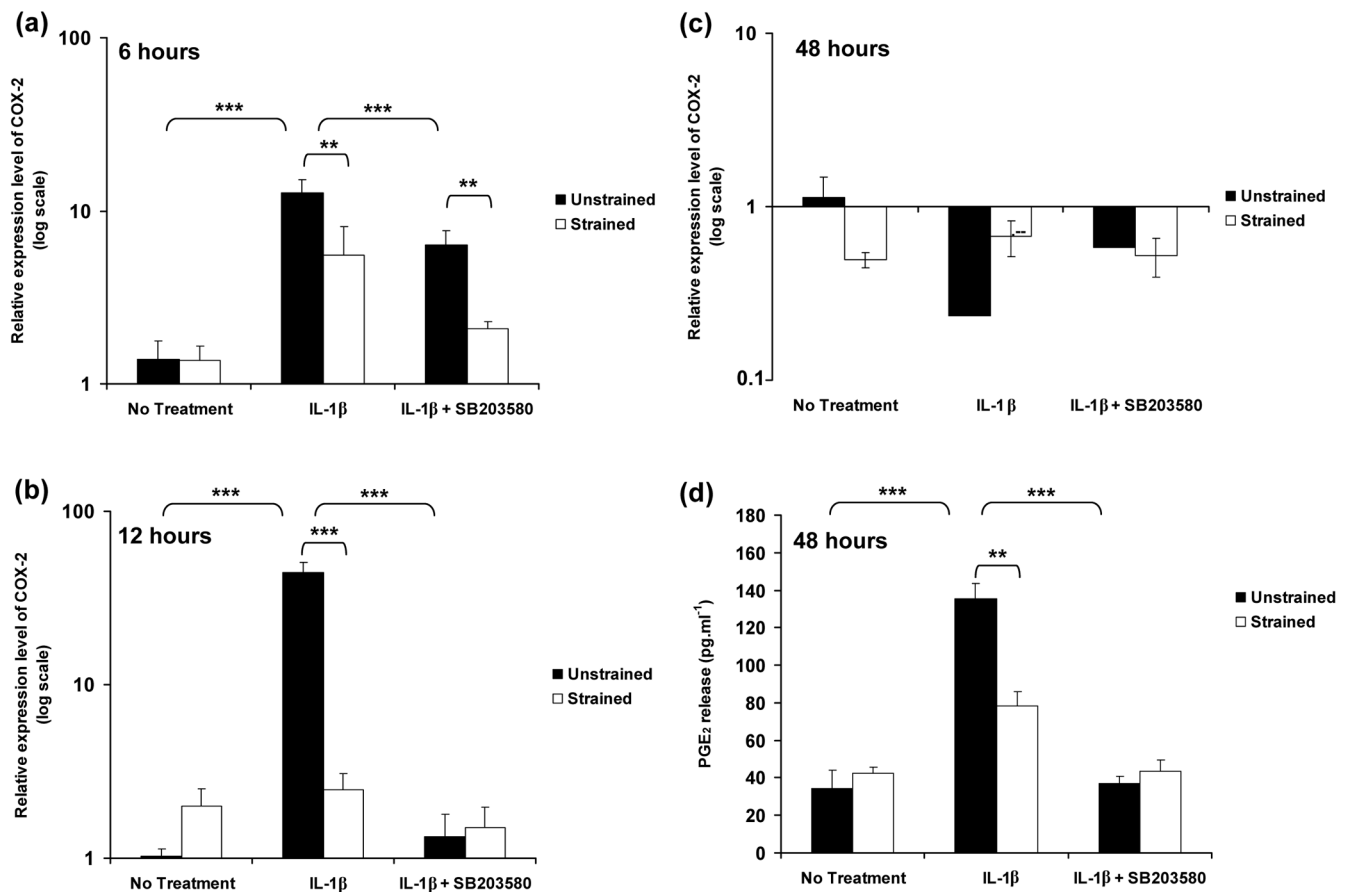 (a)
6 hours
Relative expression level of COX-2
(log scale)
100
10
1
***
***
**
**
Unstrained
Strained
No Treatment
IL-1β
IL-1β + SB203580
(c)
48 hours
Relative expression level of COX-2
(log scale)
10
1
0.1
Unstrained
Strained
No Treatment
IL-1β
IL-1β + SB203580
(b)
12 hours
Relative expression level of COX-2
(log scale)
100
10
1
***
***
***
Unstrained
Strained
No Treatment
IL-1β
IL-1β + SB203580
(d)
48 hours
PGE₂ release (pg.ml⁻¹)
180
160
140
120
100
80
60
40
20
0
***
***
**
Unstrained
Strained
No Treatment
IL-1β
IL-1β + SB203580